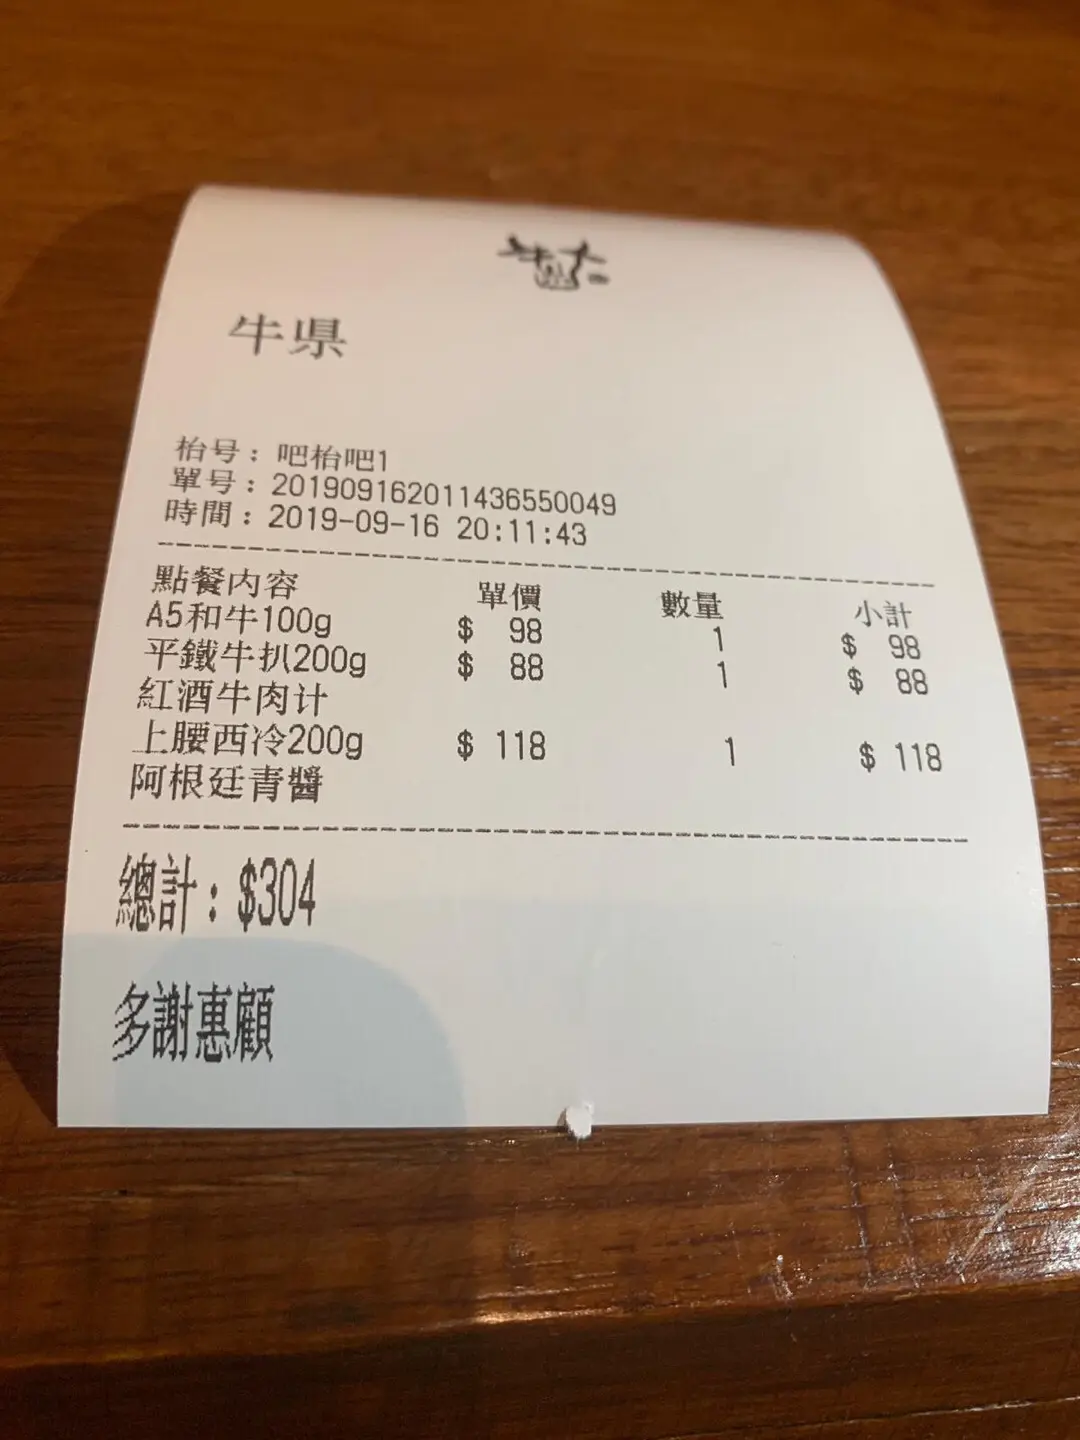 牛県
枱号：吧枱吧1
單号：201909162011436550049
時間：2019-09-16 20:11:43
點餐內容 單價 數量 小計
A5和牛100g $ 98 1 $ 98
平鐵牛扒200g $ 88 1 $ 88
紅酒牛肉计
上腰西冷200g $ 118 1 $ 118
阿根廷青醬
總計：$304
多謝惠顧